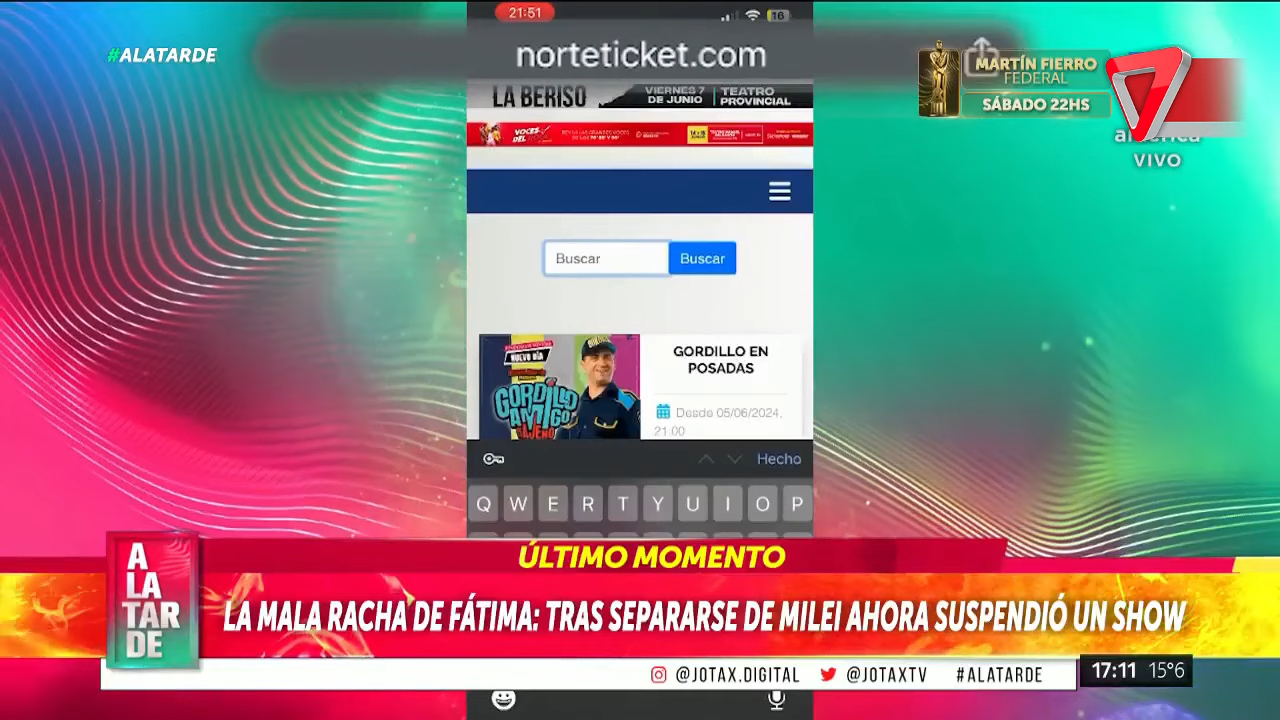 #ALATARDE
21:51
16
norteticket.com
MARTÍN FIERRO
FEDERAL
SÁBADO 22HS
VIVO
LA BERISO
VIERNES 7
DE JUNIO
TEATRO
PROVINCIAL
VOCES
DEL
Buscar
Buscar
NUEVO DÍA
GORDILLO
AMIGO
AJENO
GORDILLO EN
POSADAS
Desde 05/06/2024,
21:00
Hecho
Q W E R T Y U I O P
ÚLTIMO MOMENTO
A
LA
TAR
DE
LA MALA RACHA DE FÁTIMA: TRAS SEPARARSE DE MILEI AHORA SUSPENDIÓ UN SHOW
@JOTAX.DIGITAL
@JOTAXTV
#ALATARDE
17:11
15°6